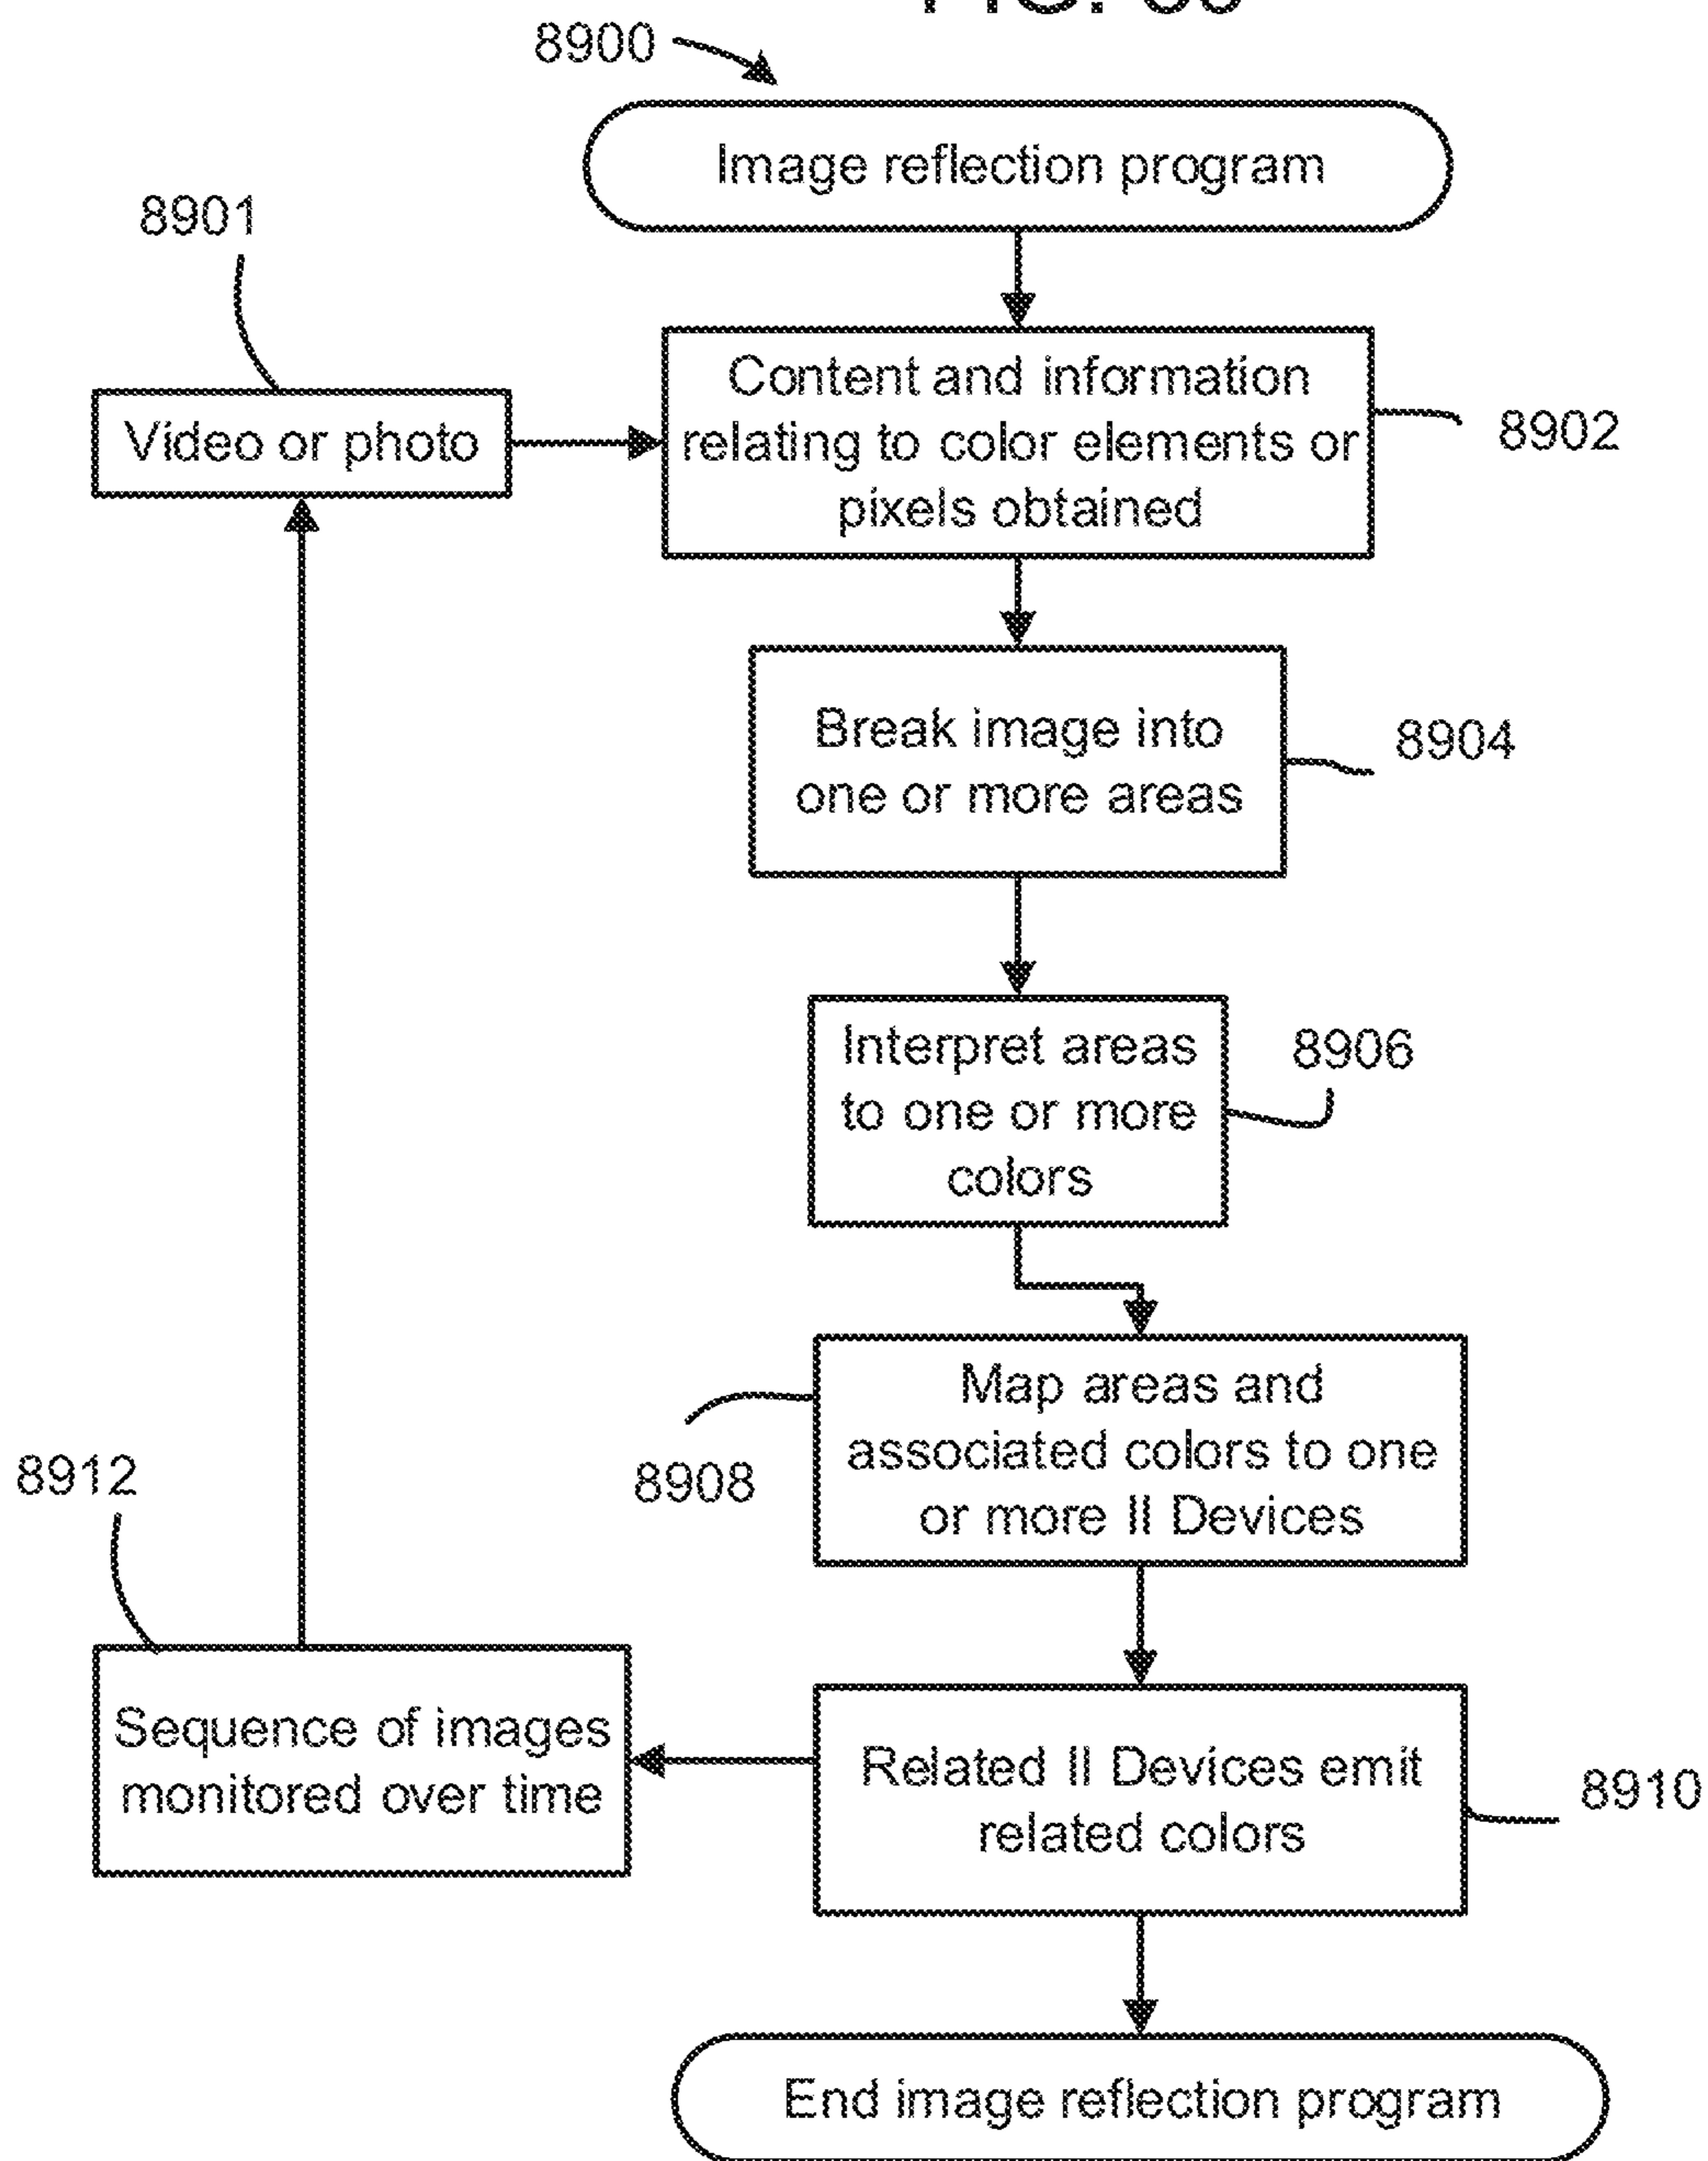 FIG.
8900
Image reflection program
8901
Content and information
relating to color elements or
pixels obtained
8902
Video or photo
Break image into
one or more areas
8904
Interpret areas
to one or more
colors
8906
Map areas and
associated colors to one
or more II Devices
8908
8912
Sequence of images
monitored over time
Related II Devices emit
related colors
8910
End image reflection program